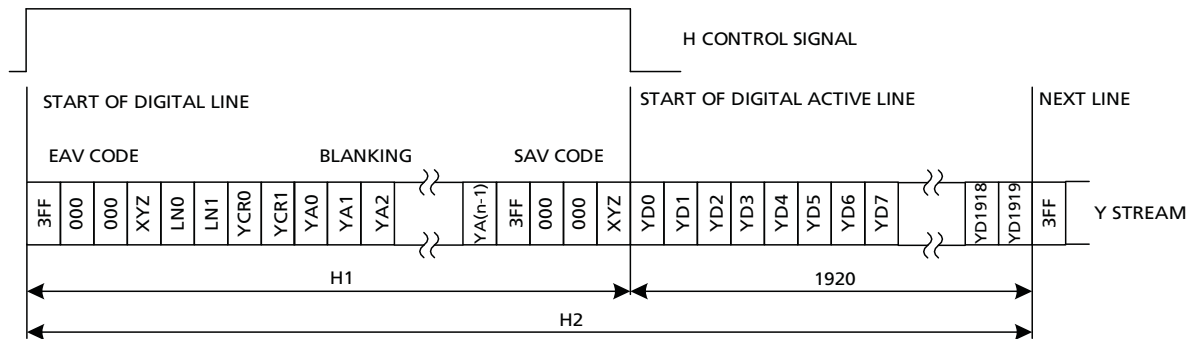 H CONTROL SIGNAL
START OF DIGITAL LINE
START OF DIGITAL ACTIVE LINE
NEXT LINE
EAV CODE
BLANKING
SAV CODE
3FF 000 000 XYZ LN0 LN1 YCR0 YCR1 YA0 YA1 YA2 YA(n-1) 3FF 000 000 XYZ YD0 YD1 YD2 YD3 YD4 YD5 YD6 YD7 YD1918 YD1919 3FF
Y STREAM
H1
1920
H2